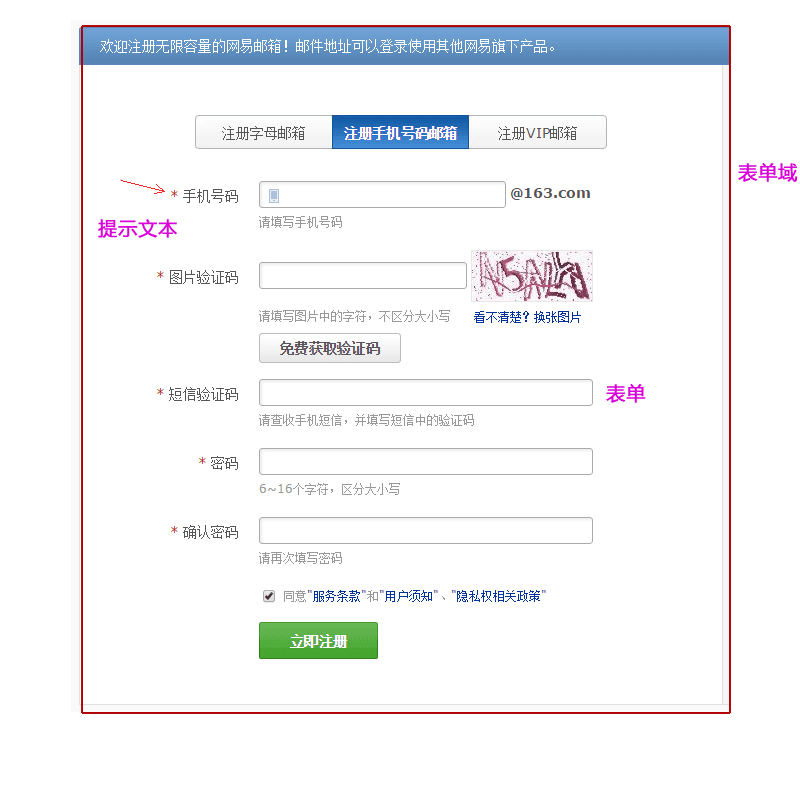 欢迎注册无限容量的网易邮箱！邮件地址可以登录使用其他网易旗下产品。
注册字母邮箱 注册手机号码邮箱 注册VIP邮箱
表单域
* 手机号码 @163.com
请填写手机号码
提示文本
* 图片验证码
请填写图片中的字符，不区分大小写 看不清楚？换张图片
免费获取验证码
* 短信验证码 表单
请查收手机短信，并填写短信中的验证码
* 密码
6~16个字符，区分大小写
* 确认密码
请再次填写密码
同意"服务条款"和"用户须知"、"隐私权相关政策"
立即注册